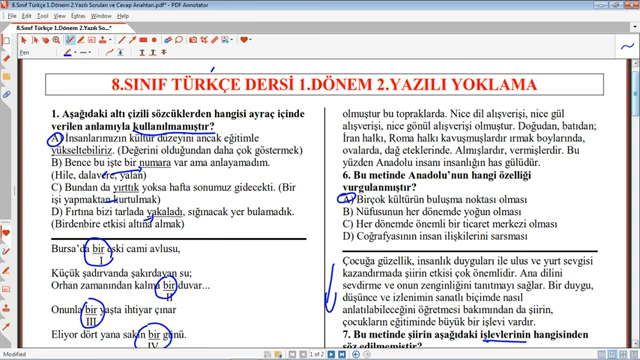 8.Sınıf Türkçe 1.Dönem 2.Yazılı Soruları ve Cevap Anahtarı.pdf* - PDF Annotator
File Edit View Insert Tools Extras Window Help
Pen
8.Sınıf Türkçe 1.Dönem 2.Yazılı So...*
8.SINIF TÜRKÇE DERSİ 1.DÖNEM 2.YAZILI YOKLAMA
1. Aşağıdaki altı çizili sözcüklerden hangisi ayraç içinde
verilen anlamıyla kullanılmamıştır?
A) İnsanlarımızın kültür düzeyini ancak eğitimle
yükseltebiliriz. (Değerini olduğundan daha çok göstermek)
B) Bence bu işte bir numara var ama anlayamadım.
(Hile, dalavere, yalan)
C) Bundan da yırttık yoksa hafta sonumuz gidecekti. (Bir
işi yapmaktan kurtulmak)
D) Fırtına bizi tarlada yakaladı, sığınacak yer bulamadık.
(Birdenbire etkisi altına almak)
Bursa'da bir eski cami avlusu,
I
Küçük şadırvanda şakırdayan su;
Orhan zamanından kalma bir duvar...
II
Onunla bir yaşta ihtiyar çınar
III
Eliyor dört yana sakin bir günü.
IV
olmuştur bu topraklarda. Nice dil alışverişi, nice gül
alışverişi, nice gönül alışverişi olmuştur. Doğudan, batıdan;
İran halkı, Roma halkı kavuşmuşlardır ırmak boylarında,
ovalarda, dağ eteklerinde. Almışlardır, vermişlerdir. Bu
yüzden Anadolu insanı insanlığın has gülüdür.
6. Bu metinde Anadolu'nun hangi özelliği
vurgulanmıştır?
A) Birçok kültürün buluşma noktası olması
B) Nüfusunun her dönemde yoğun olması
C) Her dönemde önemli bir ticaret merkezi olması
D) Coğrafyasının insan ilişkilerini sarsması
Çocuğa güzellik, insanlık duyguları ile ulus ve yurt sevgisi
kazandırmada şiirin etkisi çok önemlidir. Ana dilini
sevdirme ve onun zenginliğini tanıtmayı sağlar. Bir duygu,
düşünce ve izlenimin sanatlı biçimde nasıl
anlatılabileceğini öğretmesi bakımından da şiirin,
çocukların eğitiminde büyük bir işlevi vardır.
7. Bu metinde şiirin aşağıdaki işlevlerinin hangisinden
söz edilmemiştir?
1 of 2